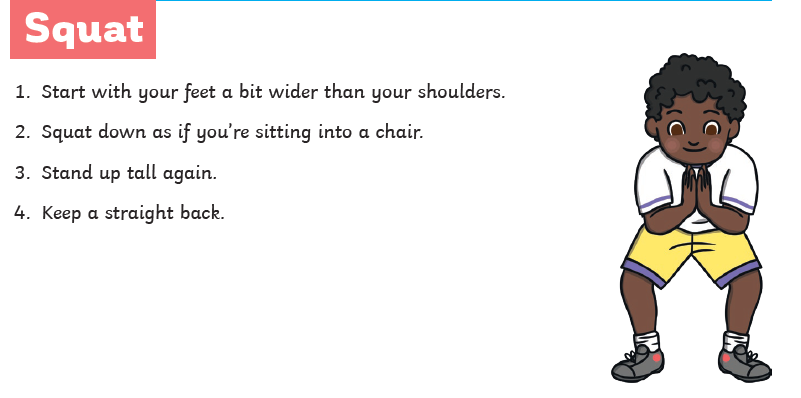 Squat
1. Start with your feet a bit wider than your shoulders.
2. Squat down as if you’re sitting into a chair.
3. Stand up tall again.
4. Keep a straight back.